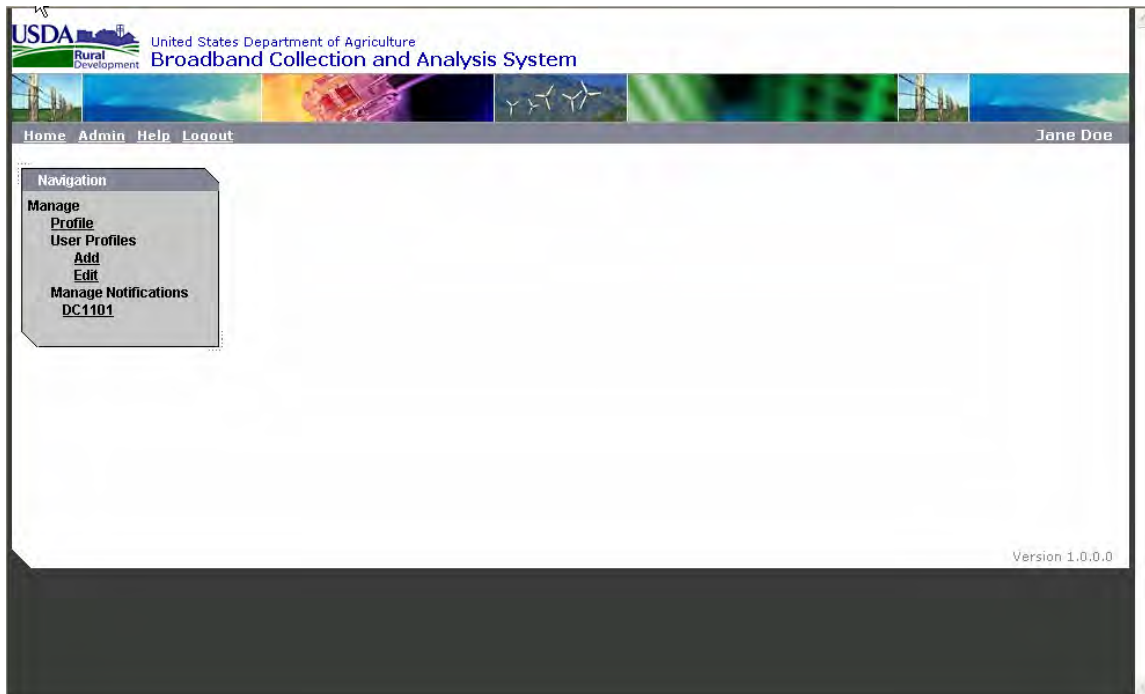 USDA
Rural
Development
United States Department of Agriculture
Broadband Collection and Analysis System
Home Admin Help Logout
Jane Doe
Navigation
Manage
Profile
User Profiles
Add
Edit
Manage Notifications
DC1101
Version 1.0.0.0